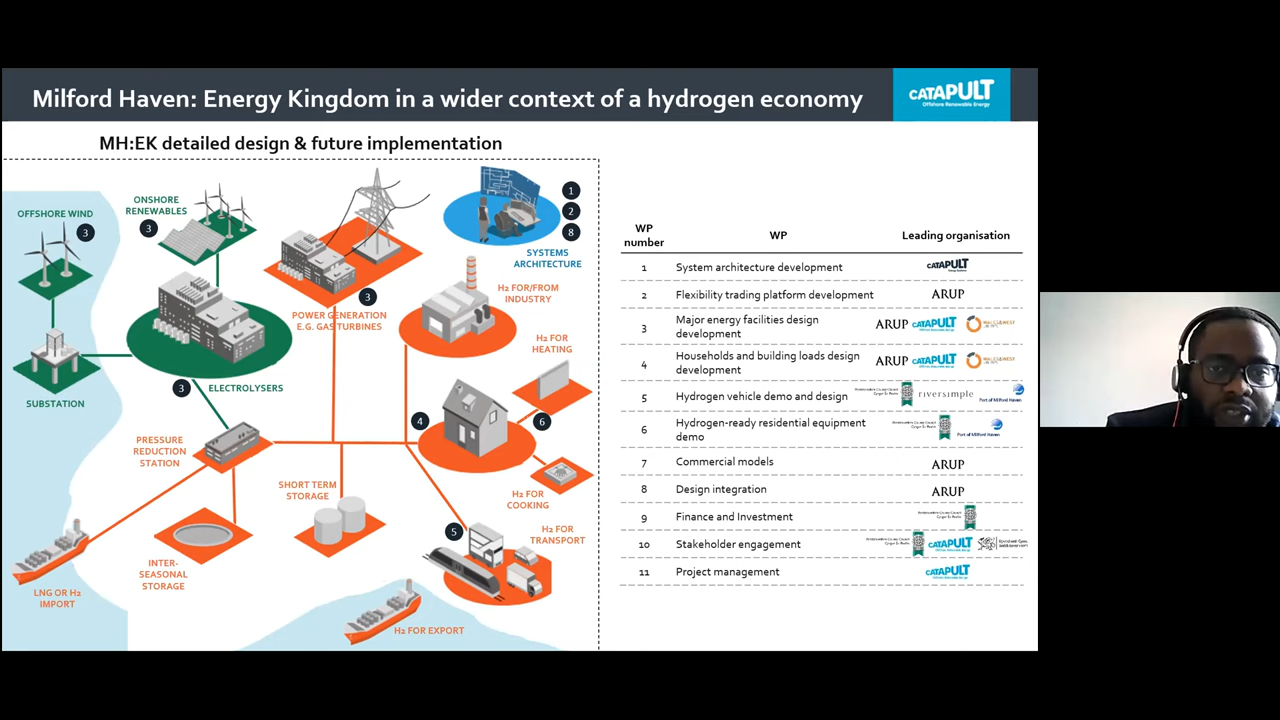 Milford Haven: Energy Kingdom in a wider context of a hydrogen economy
CATAPULT
Offshore Renewable Energy
MH:EK detailed design & future implementation
OFFSHORE WIND
3
ONSHORE
RENEWABLES
3
1
2
8
SYSTEMS
ARCHITECTURE
3
POWER GENERATION
E.G. GAS TURBINES
H2 FOR/FROM
INDUSTRY
H2 FOR
HEATING
3
ELECTROLYSERS
SUBSTATION
4
6
PRESSURE
REDUCTION
STATION
SHORT TERM
STORAGE
H2 FOR
COOKING
5
H2 FOR
TRANSPORT
INTER-
SEASONAL
STORAGE
LNG OR H2
IMPORT
H2 FOR EXPORT
WP
number
WP
Leading organisation
1 System architecture development CATAPULT
2 Flexibility trading platform development ARUP
3 Major energy facilities design
development
ARUP CATAPULT WALES&WEST
4 Households and building loads design
development
ARUP CATAPULT WALES&WEST
5 Hydrogen vehicle demo and design riversimple Port of Milford Haven
6 Hydrogen-ready residential equipment
demo
Port of Milford Haven
7 Commercial models ARUP
8 Design integration ARUP
9 Finance and Investment
10 Stakeholder engagement CATAPULT
11 Project management CATAPULT